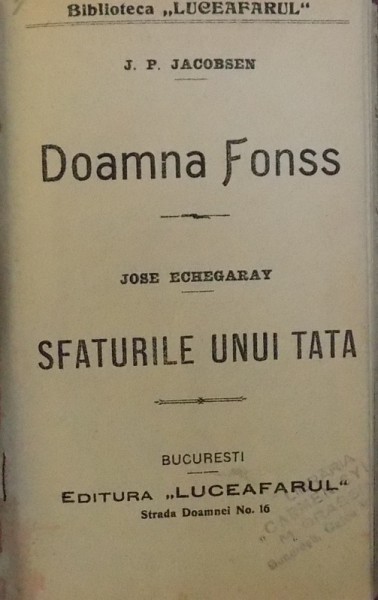 Biblioteca „LUCEAFARUL"
J. P. JACOBSEN
Doamna Fonss
JOSE ECHEGARAY
SFATURILE UNUI TATA
BUCURESTI
EDITURA „LUCEAFARUL"
Strada Doamnei No. 16